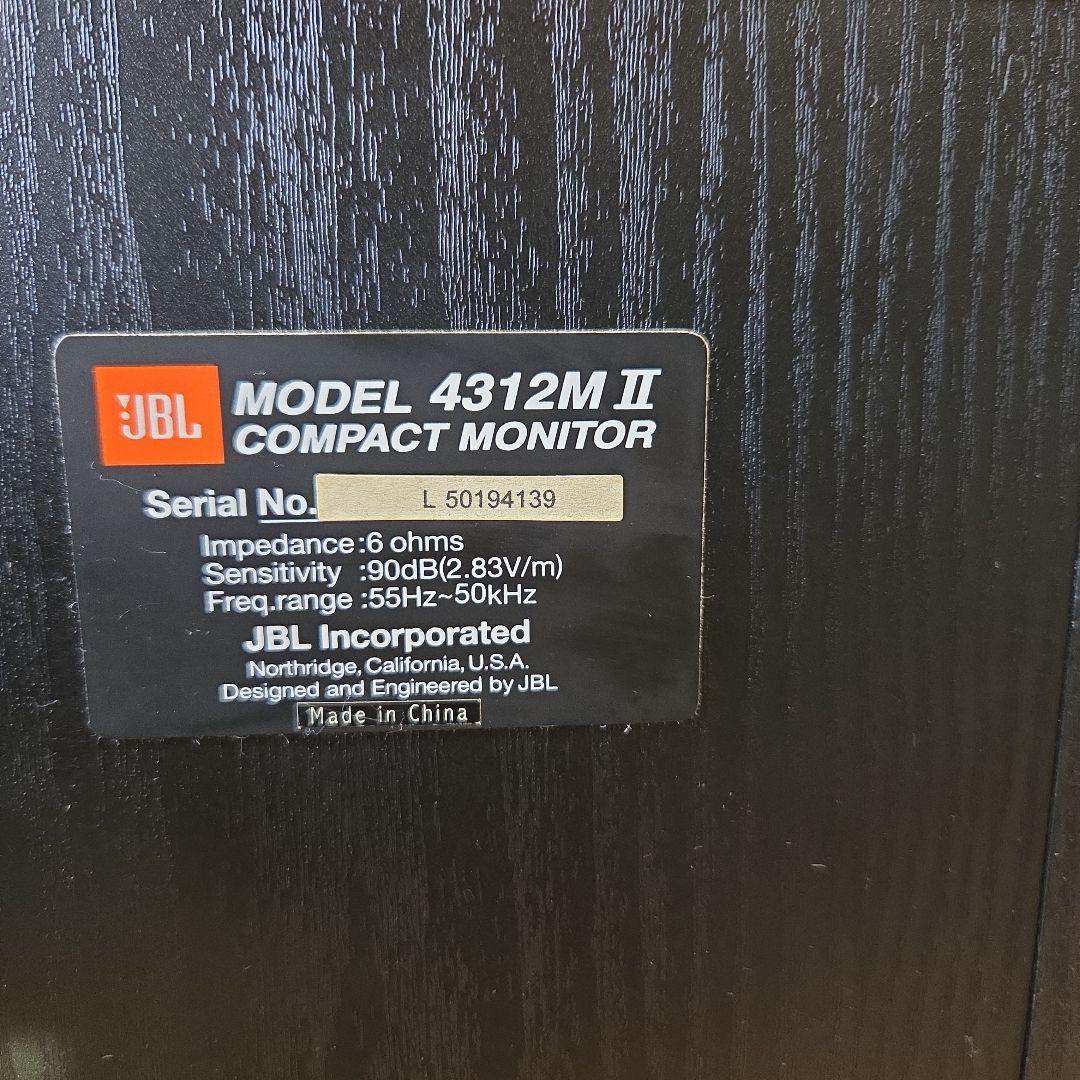 JBL
MODEL 4312M II
COMPACT MONITOR
Serial No. L 50194139
Impedance:6 ohms
Sensitivity :90dB(2.83V/m)
Freq.range :55Hz~50kHz
JBL Incorporated
Northridge, California, U.S.A.
Designed and Engineered by JBL
Made in China